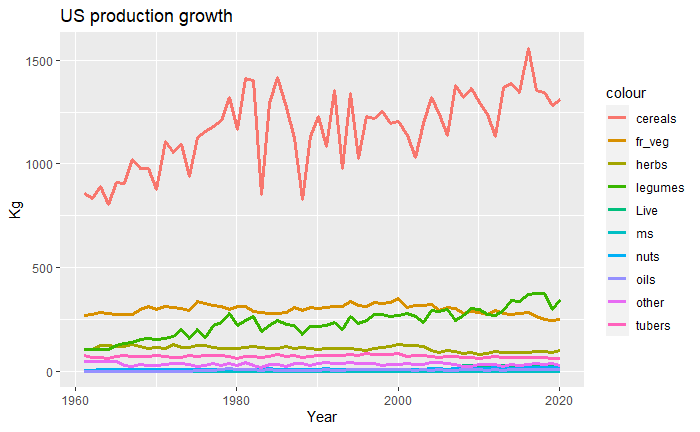 US production growth
Kg
1500
1000
500
0
1960
1980
2000
2020
Year
colour
cereals
fr_veg
herbs
legumes
Live
ms
nuts
oils
other
tubers